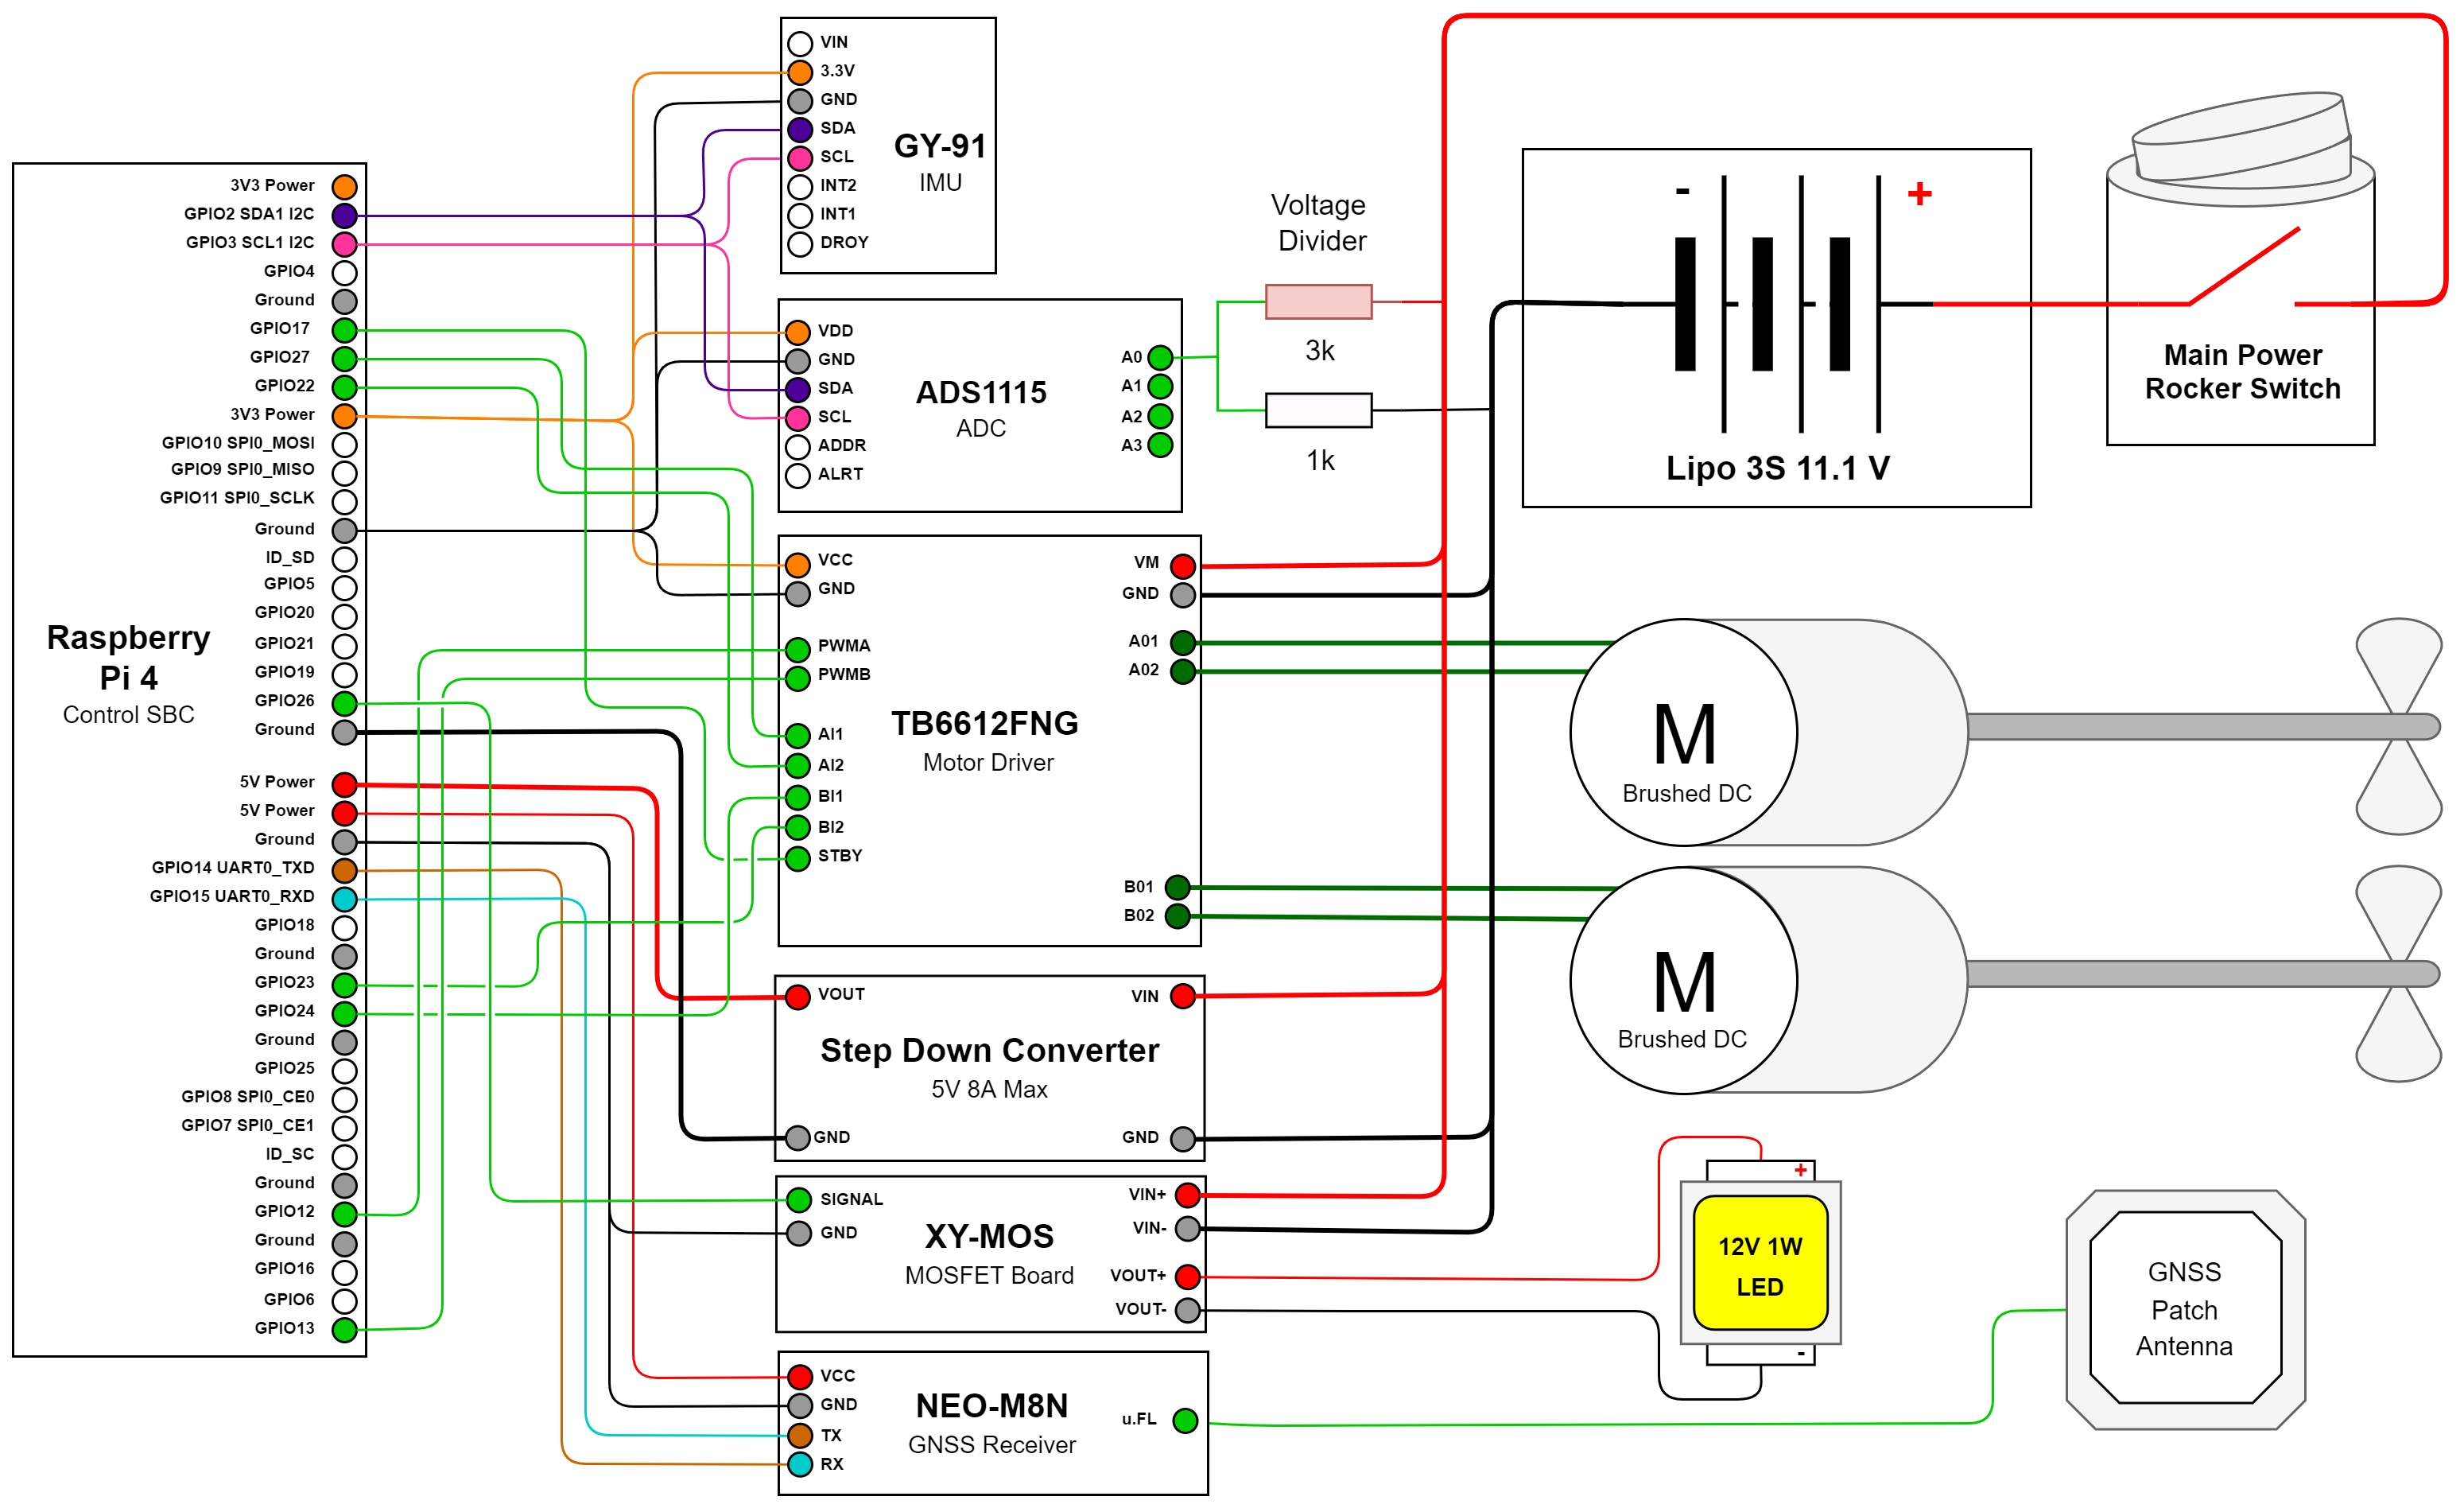 VIN
3.3V
GND
SDA
SCL
INT2
INT1
DROY
GY-91
IMU
3V3 Power
GPIO2 SDA1 I2C
GPIO3 SCL1 I2C
GPIO4
Ground
GPIO17
GPIO27
GPIO22
3V3 Power
GPIO10 SPI0_MOSI
GPIO9 SPI0_MISO
GPIO11 SPI0_SCLK
Ground
ID_SD
GPIO5
GPIO20
GPIO21
GPIO19
GPIO26
Ground
5V Power
5V Power
Ground
GPIO14 UART0_TXD
GPIO15 UART0_RXD
GPIO18
Ground
GPIO23
GPIO24
Ground
GPIO25
GPIO8 SPI0_CE0
GPIO7 SPI0_CE1
ID_SC
Ground
GPIO12
Ground
GPIO16
GPIO6
GPIO13
Raspberry
Pi 4
Control SBC
VDD
GND
SDA
SCL
ADDR
ALRT
ADS1115
ADC
A0
A1
A2
A3
Voltage
Divider
3k
1k
-
+
Lipo 3S 11.1 V
Main Power
Rocker Switch
VCC
GND
PWMA
PWMB
AI1
AI2
BI1
BI2
STBY
TB6612FNG
Motor Driver
VM
GND
A01
A02
B01
B02
M
Brushed DC
M
Brushed DC
VOUT
GND
Step Down Converter
5V 8A Max
VIN
GND
SIGNAL
GND
XY-MOS
MOSFET Board
VIN+
VIN-
VOUT+
VOUT-
+
12V 1W
LED
-
VCC
GND
TX
RX
NEO-M8N
GNSS Receiver
u.FL
GNSS
Patch
Antenna